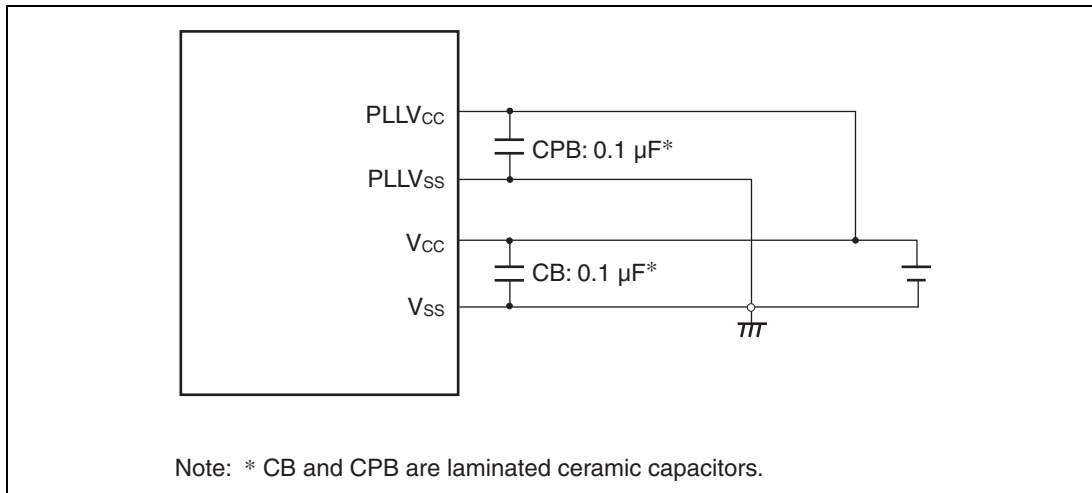 PLLVCC
CPB: 0.1 µF*
PLLVSS
VCC
CB: 0.1 µF*
VSS
Note: * CB and CPB are laminated ceramic capacitors.